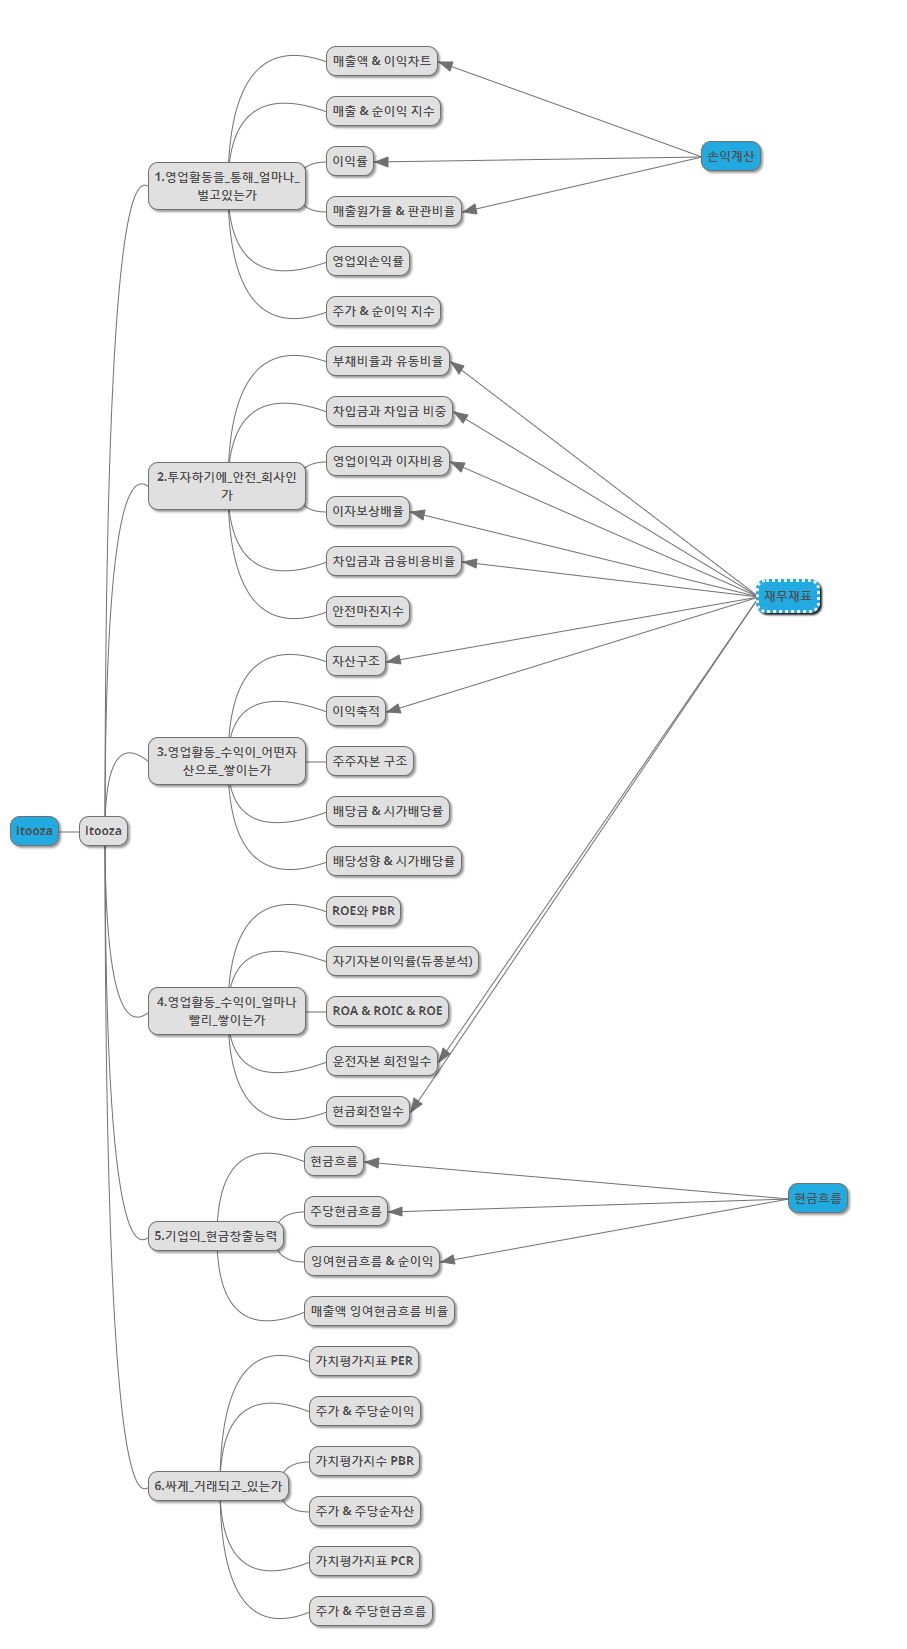 itooza
itooza
1.영업활동을_통해_얼마나_
벌고있는가
매출액 & 이익차트
매출 & 순이익 지수
이익률
매출원가율 & 판관비율
영업외손익률
주가 & 순이익 지수
손익계산
2.투자하기에_안전_회사인
가
부채비율과 유동비율
차입금과 차입금 비중
영업이익과 이자비용
이자보상배율
차입금과 금융비용비율
안전마진지수
재무재표
3.영업활동_수익이_어떤자
산으로_쌓이는가
자산구조
이익축적
주주자본 구조
배당금 & 시가배당률
배당성향 & 시가배당률
4.영업활동_수익이_얼마나
빨리_쌓이는가
ROE와 PBR
자기자본이익률(듀퐁분석)
ROA & ROIC & ROE
운전자본 회전일수
현금회전일수
5.기업의_현금창출능력
현금흐름
주당현금흐름
잉여현금흐름 & 순이익
매출액 잉여현금흐름 비율
현금흐름
6.싸게_거래되고_있는가
가치평가지표 PER
주가 & 주당순이익
가치평가지수 PBR
주가 & 주당순자산
가치평가지표 PCR
주가 & 주당현금흐름